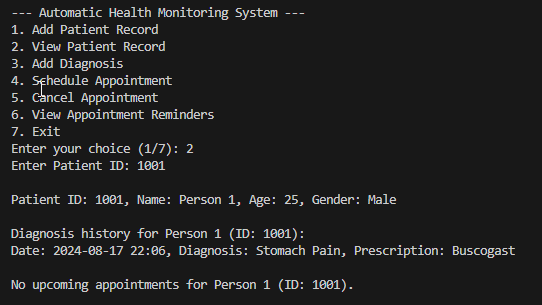 --- Automatic Health Monitoring System ---
1. Add Patient Record
2. View Patient Record
3. Add Diagnosis
4. Schedule Appointment
5. Cancel Appointment
6. View Appointment Reminders
7. Exit
Enter your choice (1/7): 2
Enter Patient ID: 1001
Patient ID: 1001, Name: Person 1, Age: 25, Gender: Male
Diagnosis history for Person 1 (ID: 1001):
Date: 2024-08-17 22:06, Diagnosis: Stomach Pain, Prescription: Buscogast
No upcoming appointments for Person 1 (ID: 1001).